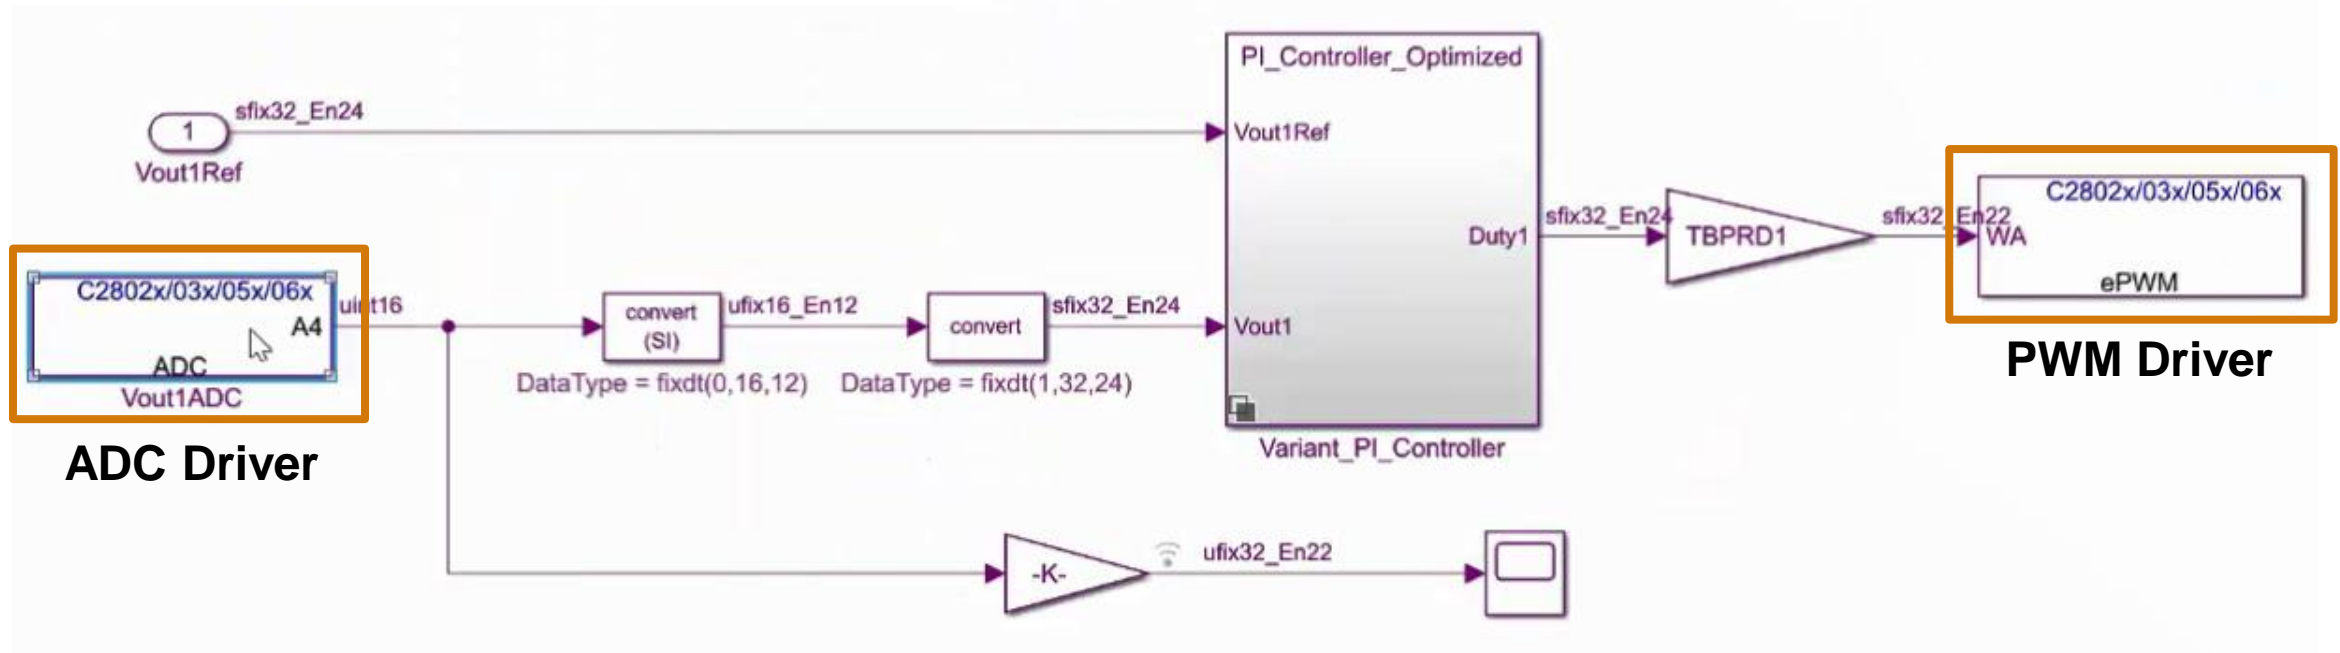 PI_Controller_Optimized
sfix32_En24
1
Vout1Ref
Vout1Ref
C2802x/03x/05x/06x
sfix32_En24
sfix32_En22
TBPRD1
Duty1
WA
ePWM
PWM Driver
C2802x/03x/05x/06x
uint16
A4
ADC
Vout1ADC
ADC Driver
convert
(SI)
ufix16_En12
convert
sfix32_En24
Vout1
DataType = fixdt(0,16,12)
DataType = fixdt(1,32,24)
Variant_PI_Controller
-K-
ufix32_En22